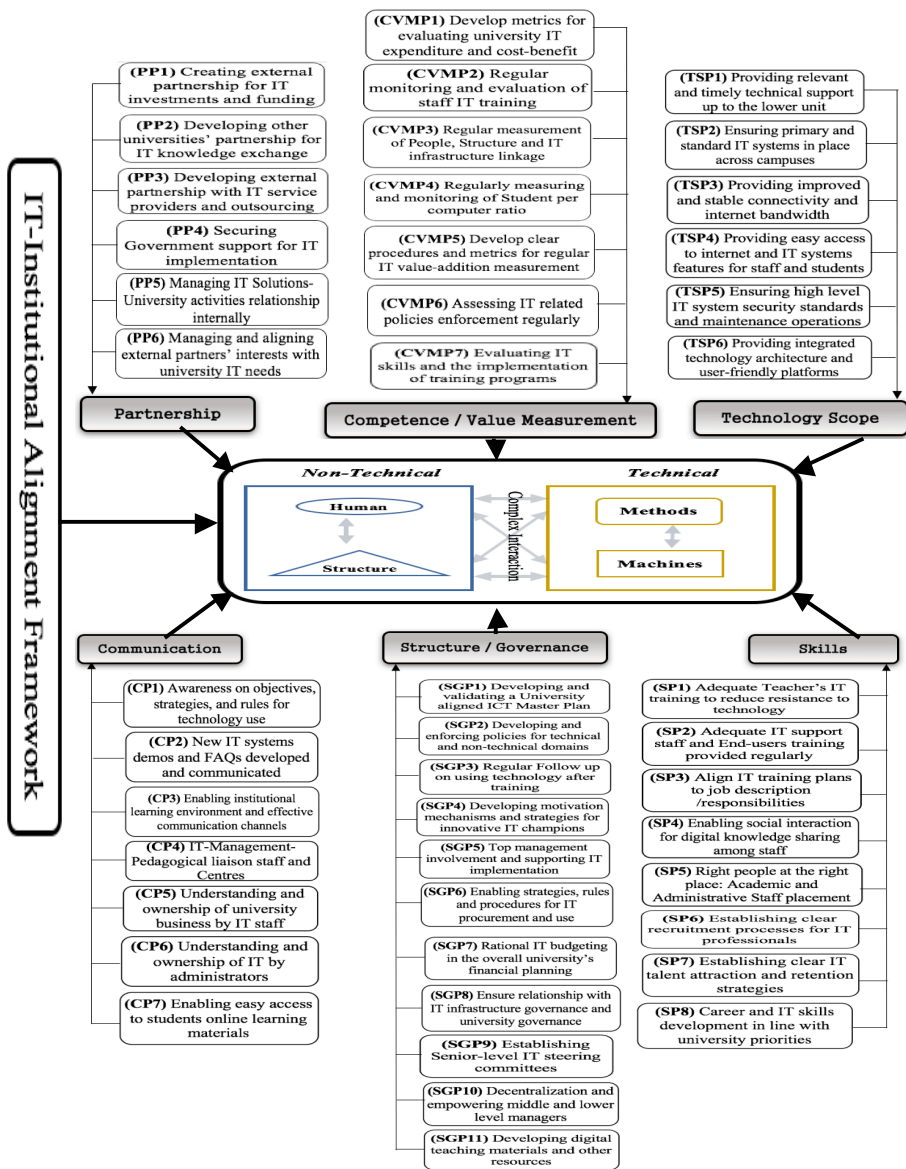 IT-Institutional Alignment Framework
(PP1) Creating external
partnership for IT
investments and funding
(PP2) Developing other
universities' partnership for
IT knowledge exchange
(PP3) Developing external
partnership with IT service
providers and outsourcing
(PP4) Securing
Government support for IT
implementation
(PP5) Managing IT Solutions-
University activities relationship
internally
(PP6) Managing and aligning
external partners' interests with
university IT needs
Partnership
(CVMP1) Develop metrics for
evaluating university IT
expenditure and cost-benefit
(CVMP2) Regular
monitoring and evaluation of
staff IT training
(CVMP3) Regular measurement
of People, Structure and IT
infrastructure linkage
(CVMP4) Regularly measuring
and monitoring of Student per
computer ratio
(CVMP5) Develop clear
procedures and metrics for regular
IT value-addition measurement
(CVMP6) Assessing IT related
policies enforcement regularly
(CVMP7) Evaluating IT
skills and the implementation
of training programs
Competence / Value Measurement
(TSP1) Providing relevant
and timely technical support
up to the lower unit
(TSP2) Ensuring primary and
standard IT systems in place
across campuses
(TSP3) Providing improved
and stable connectivity and
internet bandwidth
(TSP4) Providing easy access
to internet and IT systems
features for staff and students
(TSP5) Ensuring high level
IT system security standards
and maintenance operations
(TSP6) Providing integrated
technology architecture and
user-friendly platforms
Technology Scope
Non-Technical
Human
Structure
Complex Interaction
Technical
Methods
Machines
Communication
(CP1) Awareness on objectives,
strategies, and rules for
technology use
(CP2) New IT systems
demos and FAQs developed
and communicated
(CP3) Enabling institutional
learning environment and effective
communication channels
(CP4) IT-Management-
Pedagogical liaison staff and
Centres
(CP5) Understanding and
ownership of university
business by IT staff
(CP6) Understanding and
ownership of IT by
administrators
(CP7) Enabling easy access
to students online learning
materials
Structure / Governance
(SGP1) Developing and
validating a University
aligned ICT Master Plan
(SGP2) Developing and
enforcing policies for technical
and non-technical domains
(SGP3) Regular Follow up
on using technology after
training
(SGP4) Developing motivation
mechanisms and strategies for
innovative IT champions
(SGP5) Top management
involvement and supporting IT
implementation
(SGP6) Enabling strategies, rules
and procedures for IT
procurement and use
(SGP7) Rational IT budgeting
in the overall university's
financial planning
(SGP8) Ensure relationship with
IT infrastructure governance and
university governance
(SGP9) Establishing
Senior-level IT steering
committees
(SGP10) Decentralization and
empowering middle and lower
level managers
(SGP11) Developing digital
teaching materials and other
resources
Skills
(SP1) Adequate Teacher's IT
training to reduce resistance to
technology
(SP2) Adequate IT support
staff and End-users training
provided regularly
(SP3) Align IT training plans
to job description
/responsibilities
(SP4) Enabling social interaction
for digital knowledge sharing
among staff
(SP5) Right people at the right
place: Academic and
Administrative Staff placement
(SP6) Establishing clear
recruitment processes for IT
professionals
(SP7) Establishing clear IT
talent attraction and retention
strategies
(SP8) Career and IT skills
development in line with
university priorities